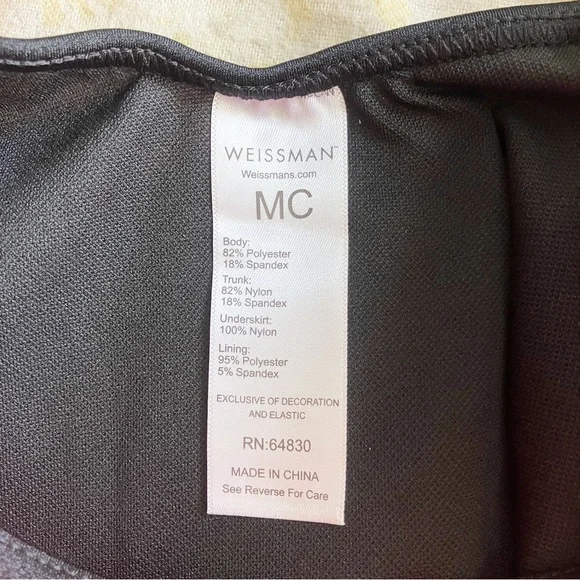 WEISSMAN™
Weissmans.com
MC
Body:
82% Polyester
18% Spandex
Trunk:
82% Nylon
18% Spandex
Underskirt:
100% Nylon
Lining:
95% Polyester
5% Spandex
EXCLUSIVE OF DECORATION
AND ELASTIC
RN:64830
MADE IN CHINA
See Reverse For Care